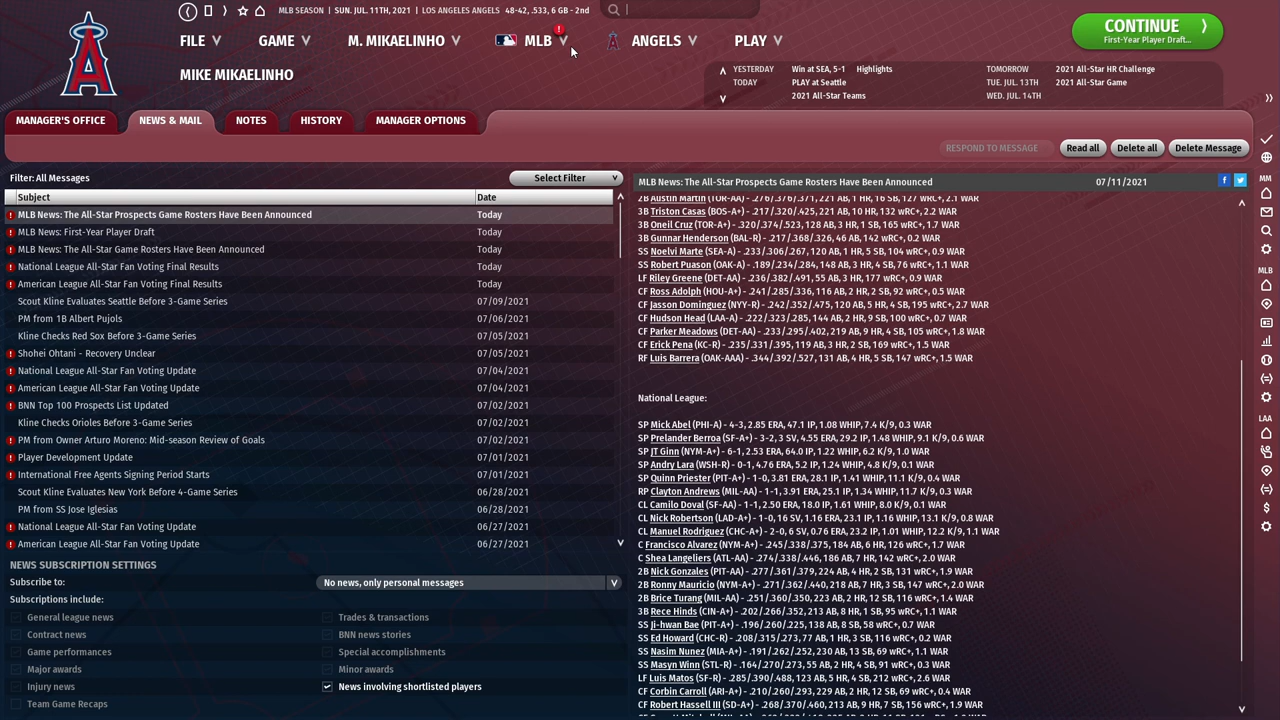 MLB SEASON | SUN. JUL. 11TH, 2021 | LOS ANGELES ANGELS 48-42, .533, 6 GB - 2nd
FILE GAME M. MIKAELINHO MLB ANGELS PLAY
CONTINUE
First-Year Player Draft...
MIKE MIKAELINHO
YESTERDAY Win at SEA, 5-1 Highlights TOMORROW 2021 All-Star HR Challenge
TODAY PLAY at Seattle TUE. JUL. 13TH 2021 All-Star Game
2021 All-Star Teams WED. JUL. 14TH
MANAGER'S OFFICE NEWS & MAIL NOTES HISTORY MANAGER OPTIONS
RESPOND TO MESSAGE Read all Delete all Delete Message
Filter: All Messages Select Filter
Subject Date
MLB News: The All-Star Prospects Game Rosters Have Been Announced Today
MLB News: First-Year Player Draft Today
MLB News: The All-Star Game Rosters Have Been Announced Today
National League All-Star Fan Voting Final Results Today
American League All-Star Fan Voting Final Results Today
Scout Kline Evaluates Seattle Before 3-Game Series 07/09/2021
PM from 1B Albert Pujols 07/06/2021
Kline Checks Red Sox Before 3-Game Series 07/05/2021
Shohei Ohtani - Recovery Unclear 07/05/2021
National League All-Star Fan Voting Update 07/04/2021
American League All-Star Fan Voting Update 07/04/2021
BNN Top 100 Prospects List Updated 07/02/2021
Kline Checks Orioles Before 3-Game Series 07/02/2021
PM from Owner Arturo Moreno: Mid-season Review of Goals 07/02/2021
Player Development Update 07/01/2021
International Free Agents Signing Period Starts 07/01/2021
Scout Kline Evaluates New York Before 4-Game Series 06/28/2021
PM from SS Jose Iglesias 06/28/2021
National League All-Star Fan Voting Update 06/27/2021
American League All-Star Fan Voting Update 06/27/2021
NEWS SUBSCRIPTION SETTINGS
Subscribe to: No news, only personal messages
Subscriptions include:
General league news Trades & transactions
Contract news BNN news stories
Game performances Special accomplishments
Major awards Minor awards
Injury news News involving shortlisted players
Team Game Recaps
MLB News: The All-Star Prospects Game Rosters Have Been Announced 07/11/2021
2B Austin Martin (TOR-A+) - .276/.376/.371, 221 AB, 1 HR, 16 SB, 127 wRC+, 2.1 WAR
3B Triston Casas (BOS-A+) - .217/.320/.425, 221 AB, 10 HR, 132 wRC+, 2.2 WAR
3B Oneil Cruz (TOR-A+) - .320/.374/.523, 128 AB, 3 HR, 1 SB, 165 wRC+, 1.7 WAR
3B Gunnar Henderson (BAL-R) - .217/.368/.326, 46 AB, 142 wRC+, 0.2 WAR
SS Noelvi Marte (SEA-A) - .233/.306/.267, 120 AB, 1 HR, 5 SB, 104 wRC+, 0.9 WAR
SS Robert Puason (OAK-A) - .189/.234/.284, 148 AB, 3 HR, 4 SB, 76 wRC+, 1.1 WAR
LF Riley Greene (DET-AA) - .236/.382/.491, 55 AB, 3 HR, 177 wRC+, 0.9 WAR
CF Ross Adolph (HOU-A+) - .241/.285/.336, 116 AB, 2 HR, 2 SB, 92 wRC+, 0.5 WAR
CF Jasson Dominguez (NYY-R) - .242/.352/.475, 120 AB, 5 HR, 4 SB, 195 wRC+, 2.7 WAR
CF Hudson Head (LAA-A) - .222/.323/.285, 144 AB, 2 HR, 9 SB, 100 wRC+, 0.7 WAR
CF Parker Meadows (DET-AA) - .233/.295/.402, 219 AB, 9 HR, 4 SB, 105 wRC+, 1.8 WAR
CF Erick Pena (KC-R) - .235/.331/.395, 119 AB, 3 HR, 2 SB, 169 wRC+, 1.5 WAR
RF Luis Barrera (OAK-AAA) - .344/.392/.527, 131 AB, 4 HR, 5 SB, 147 wRC+, 1.5 WAR
National League:
SP Mick Abel (PHI-A) - 4-3, 2.85 ERA, 47.1 IP, 1.08 WHIP, 7.4 K/9, 0.3 WAR
SP Prelander Berroa (SF-A+) - 3-2, 3 SV, 4.55 ERA, 29.2 IP, 1.48 WHIP, 9.1 K/9, 0.6 WAR
SP JT Ginn (NYM-A+) - 6-1, 2.53 ERA, 64.0 IP, 1.22 WHIP, 7.2 K/9, 1.0 WAR
SP Andry Lara (WSH-R) - 0-1, 4.76 ERA, 5.2 IP, 1.24 WHIP, 4.8 K/9, 0.1 WAR
SP Quinn Priester (PIT-A+) - 1-0, 3.81 ERA, 28.1 IP, 1.41 WHIP, 11.1 K/9, 0.4 WAR
RP Clayton Andrews (MIL-AA) - 1-1, 3.91 ERA, 25.1 IP, 1.34 WHIP, 11.7 K/9, 0.3 WAR
CL Camilo Doval (SF-AA) - 1-1, 2.50 ERA, 18.0 IP, 1.61 WHIP, 8.0 K/9, 0.1 WAR
CL Nick Robertson (LAD-A+) - 1-0, 16 SV, 1.16 ERA, 23.1 IP, 1.16 WHIP, 13.1 K/9, 0.8 WAR
CL Manuel Rodriguez (CHC-A+) - 2-0, 6 SV, 0.76 ERA, 23.2 IP, 1.01 WHIP, 12.2 K/9, 1.1 WAR
C Francisco Alvarez (NYM-A+) - .245/.338/.375, 184 AB, 6 HR, 126 wRC+, 1.7 WAR
C Shea Langeliers (ATL-AA) - .274/.338/.446, 186 AB, 7 HR, 142 wRC+, 2.0 WAR
2B Nick Gonzales (PIT-AA) - .277/.361/.379, 224 AB, 4 HR, 2 SB, 131 wRC+, 1.9 WAR
2B Ronny Mauricio (NYM-A+) - .271/.362/.440, 218 AB, 7 HR, 3 SB, 147 wRC+, 2.0 WAR
2B Brice Turang (MIL-AA) - .251/.360/.350, 223 AB, 2 HR, 12 SB, 116 wRC+, 1.4 WAR
3B Rece Hinds (CIN-A+) - .202/.266/.352, 213 AB, 8 HR, 1 SB, 95 wRC+, 1.1 WAR
SS Ji-hwan Bae (PIT-A+) - .196/.260/.225, 138 AB, 8 SB, 58 wRC+, 0.7 WAR
SS Ed Howard (CHC-R) - .208/.315/.273, 77 AB, 1 HR, 3 SB, 116 wRC+, 0.2 WAR
SS Nasim Nunez (MIA-A) - .191/.262/.252, 230 AB, 13 SB, 69 wRC+, 1.1 WAR
SS Masyn Winn (STL-R) - .164/.270/.273, 55 AB, 2 HR, 4 SB, 91 wRC+, 0.3 WAR
LF Luis Matos (SF-R) - .285/.390/.488, 123 AB, 5 HR, 4 SB, 212 wRC+, 2.6 WAR
CF Corbin Carroll (ARI-A+) - .210/.260/.293, 229 AB, 2 HR, 12 SB, 69 wRC+, 0.4 WAR
CF Robert Hassell III (SD-A+) - .268/.370/.460, 213 AB, 9 HR, 7 SB, 156 wRC+, 1.9 WAR
MM
MLB
LAA